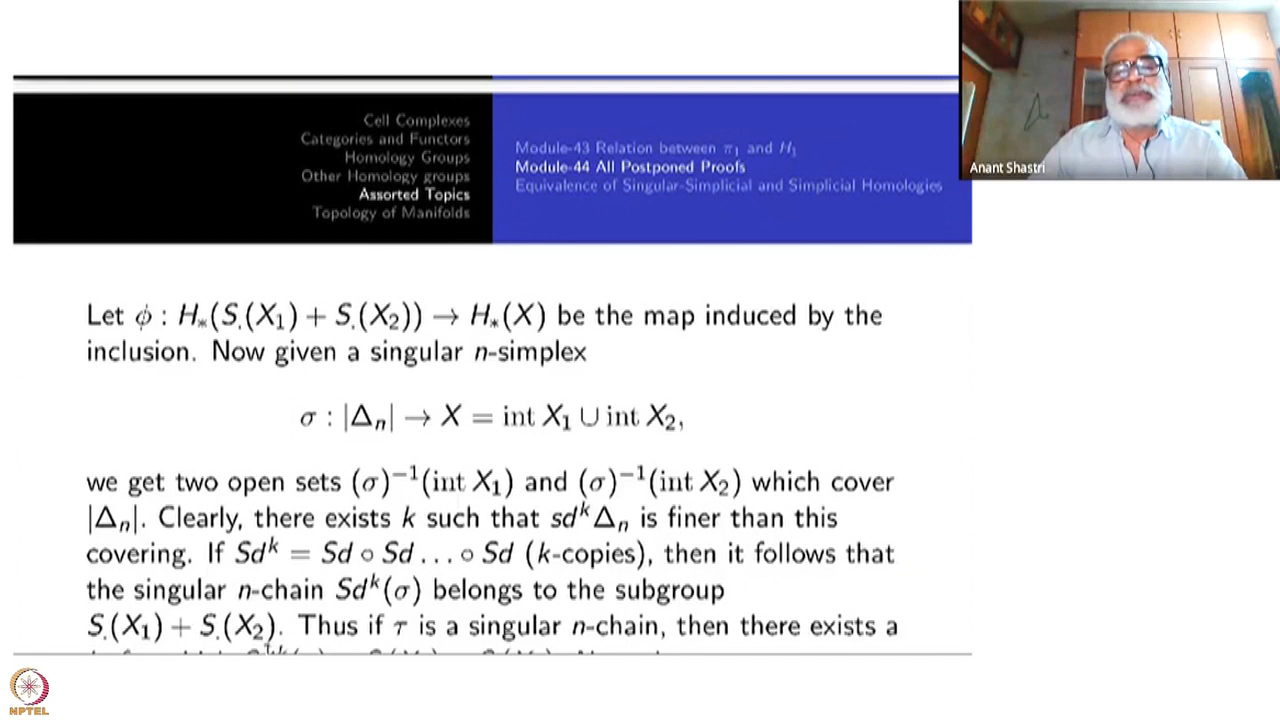 Cell Complexes
Categories and Functors
Homology Groups
Other Homology groups
Assorted Topics
Topology of Manifolds
Module-43 Relation between π₁ and H₁
Module-44 All Postponed Proofs
Equivalence of Singular-Simplicial and Simplicial Homologies
Anant Shastri
Let ϕ : H_*(S.(X₁) + S.(X₂)) → H_*(X) be the map induced by the
inclusion. Now given a singular n-simplex
σ : |Δₙ| → X = int X₁ ∪ int X₂,
we get two open sets (σ)⁻¹(int X₁) and (σ)⁻¹(int X₂) which cover
|Δₙ|. Clearly, there exists k such that sdᵏΔₙ is finer than this
covering. If Sdᵏ = Sd ∘ Sd ... ∘ Sd (k-copies), then it follows that
the singular n-chain Sdᵏ(σ) belongs to the subgroup
S.(X₁) + S.(X₂). Thus if τ is a singular n-chain, then there exists a
NPTEL